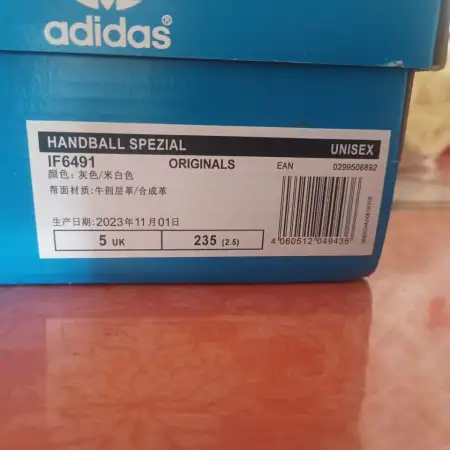 adidas
HANDBALL SPEZIAL UNISEX
IF6491 ORIGINALS EAN 0299506892
颜色：灰色/米白色
帮面材质：牛剖层革/合成革
生产日期：2023年11月01日
5 UK 235 (2.5) 4 060512 049436